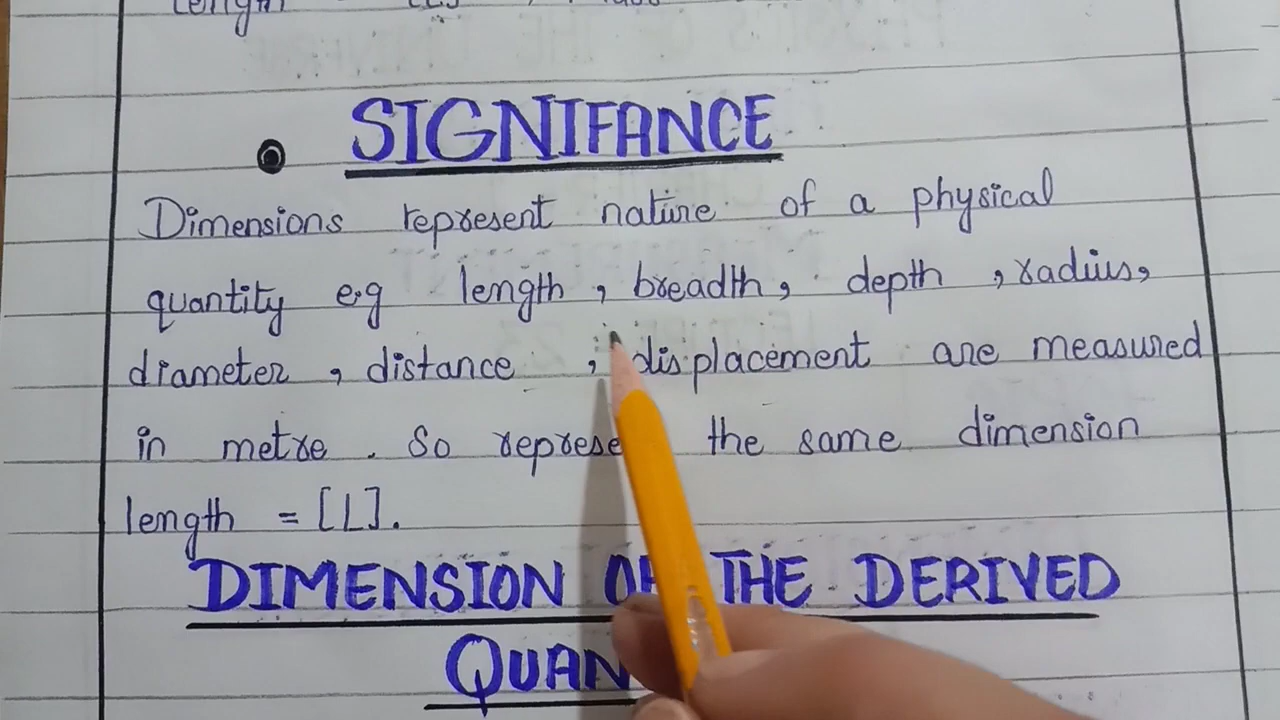 SIGNIFANCE
Dimensions represent nature of a physical
quantity e.g length, breadth, depth, radius,
diameter, distance, displacement are measured
in metre. So represe the same dimension
length = [L].
DIMENSION OF THE DERIVED
QUAN